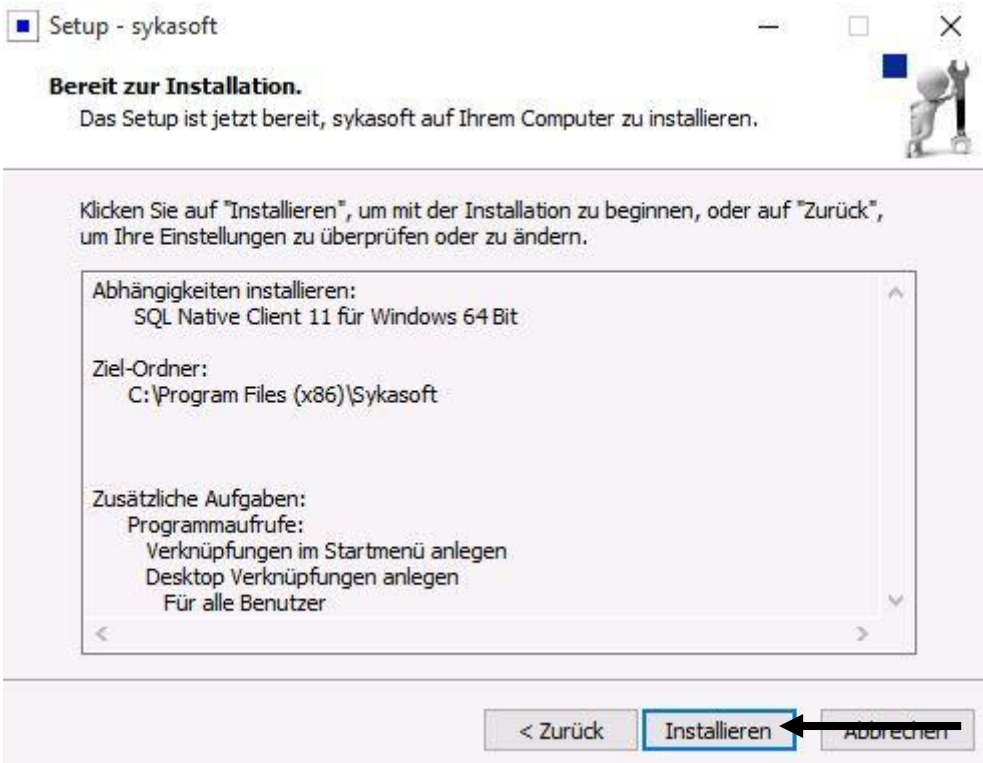 Setup - sykasoft
Bereit zur Installation.
Das Setup ist jetzt bereit, sykasoft auf Ihrem Computer zu installieren.
Klicken Sie auf "Installieren", um mit der Installation zu beginnen, oder auf "Zurück",
um Ihre Einstellungen zu überprüfen oder zu ändern.
Abhängigkeiten installieren:
SQL Native Client 11 für Windows 64 Bit
Ziel-Ordner:
C:\Program Files (x86)\Sykasoft
Zusätzliche Aufgaben:
Programmaufrufe:
Verknüpfungen im Startmenü anlegen
Desktop Verknüpfungen anlegen
Für alle Benutzer
< Zurück
Installieren
Abbrechen